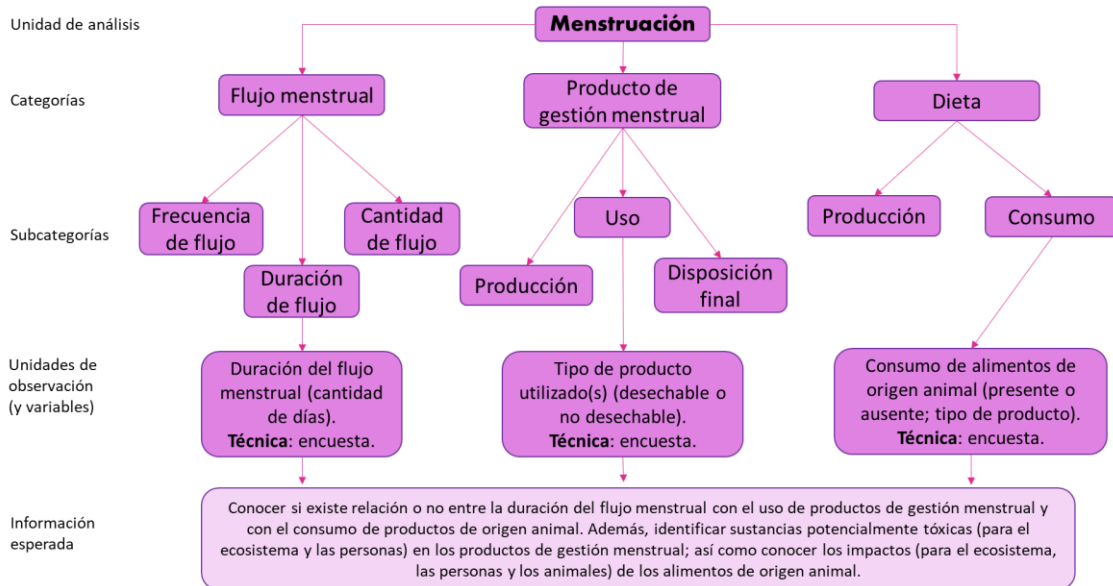 Unidad de análisis
Menstruación
Categorías
Flujo menstrual
Producto de
gestión menstrual
Dieta
Subcategorías
Frecuencia
de flujo
Cantidad
de flujo
Duración
de flujo
Uso
Producción
Disposición
final
Producción
Consumo
Unidades de
observación
(y variables)
Duración del flujo
menstrual (cantidad
de días).
Técnica: encuesta.
Tipo de producto
utilizado(s) (desechable o
no desechable).
Técnica: encuesta.
Consumo de alimentos de
origen animal (presente o
ausente; tipo de producto).
Técnica: encuesta.
Información
esperada
Conocer si existe relación o no entre la duración del flujo menstrual con el uso de productos de gestión menstrual y
con el consumo de productos de origen animal. Además, identificar sustancias potencialmente tóxicas (para el
ecosistema y las personas) en los productos de gestión menstrual; así como conocer los impactos (para el ecosistema,
las personas y los animales) de los alimentos de origen animal.